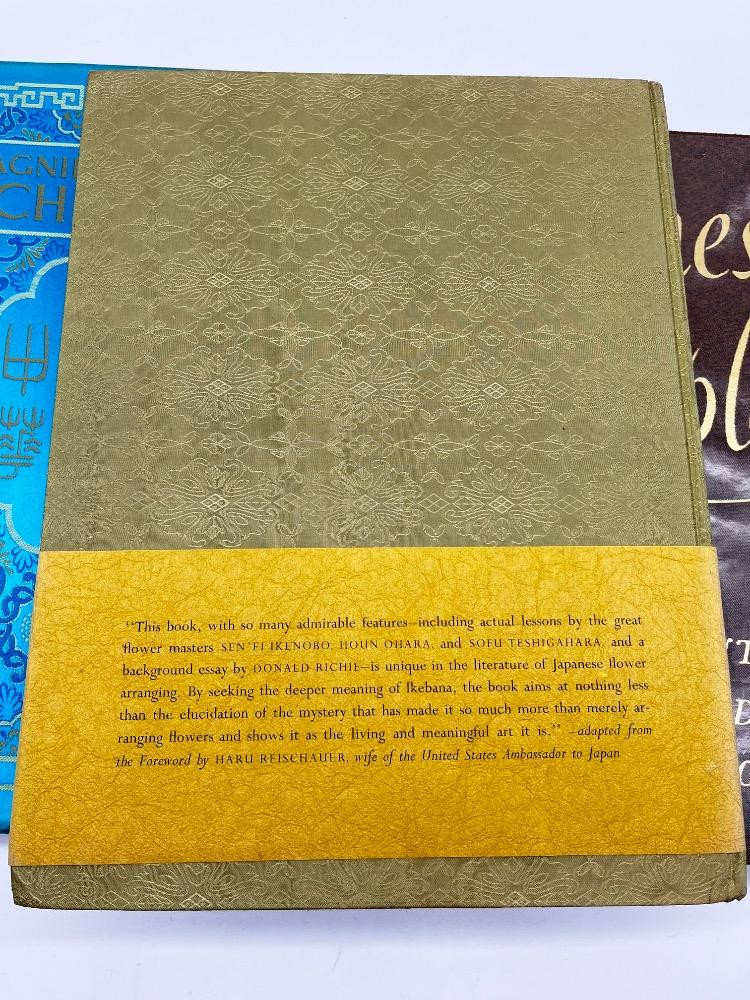 AGNI
CH
"This book, with so many admirable features—including actual lessons by the great
flower masters SEN'EI IKENOBO, HOUN OHARA, and SOFU TESHIGAHARA, and a
background essay by DONALD RICHIE—is unique in the literature of Japanese flower
arranging. By seeking the deeper meaning of Ikebana, the book aims at nothing less
than the elucidation of the mystery that has made it so much more than merely ar-
ranging flowers and shows it as the living and meaningful art it is." —adapted from
the Foreword by HARU REISCHAUER, wife of the United States Ambassador to Japan